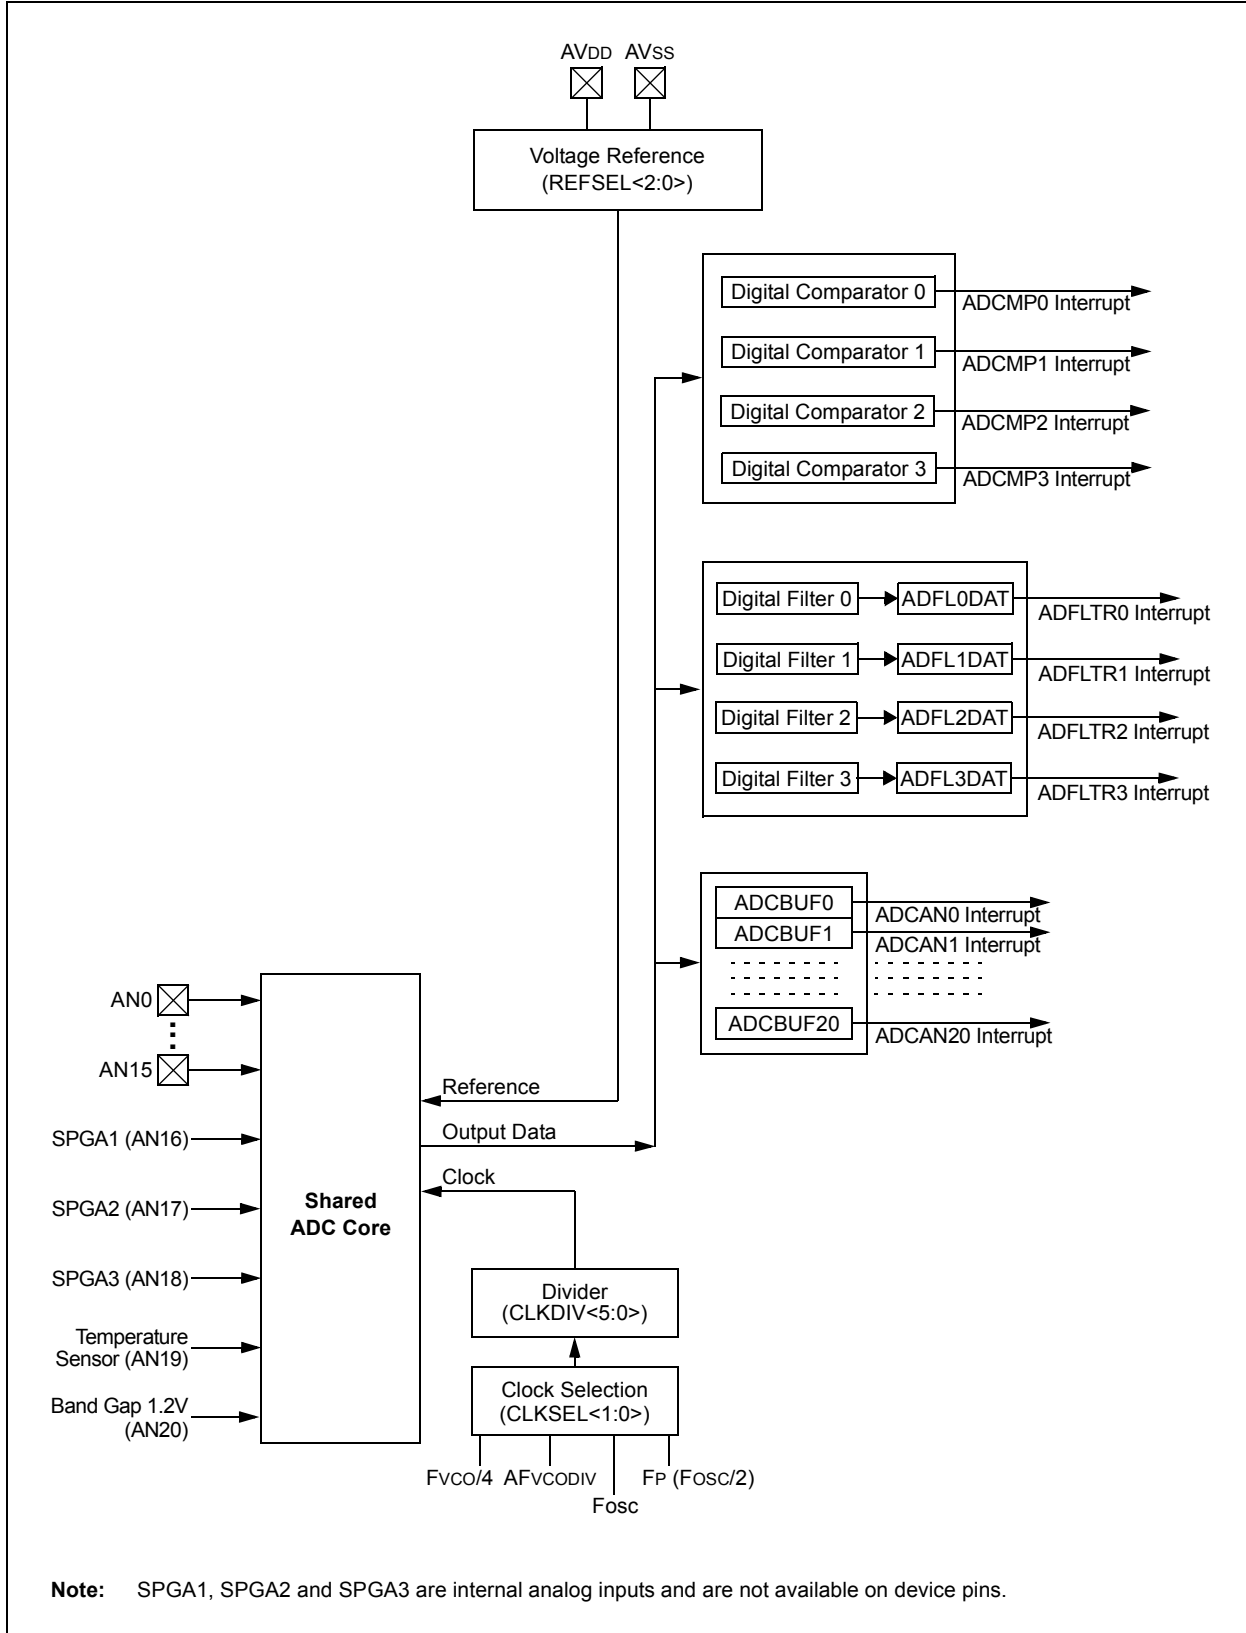 AVDD AVSS
Voltage Reference
(REFSEL<2:0>)
Digital Comparator 0
ADCMP0 Interrupt
Digital Comparator 1
ADCMP1 Interrupt
Digital Comparator 2
ADCMP2 Interrupt
Digital Comparator 3
ADCMP3 Interrupt
Digital Filter 0
ADFL0DAT
ADFLTR0 Interrupt
Digital Filter 1
ADFL1DAT
ADFLTR1 Interrupt
Digital Filter 2
ADFL2DAT
ADFLTR2 Interrupt
Digital Filter 3
ADFL3DAT
ADFLTR3 Interrupt
ADCBUF0
ADCAN0 Interrupt
ADCBUF1
ADCAN1 Interrupt
ADCBUF20
ADCAN20 Interrupt
AN0
AN15
SPGA1 (AN16)
SPGA2 (AN17)
SPGA3 (AN18)
Temperature
Sensor (AN19)
Band Gap 1.2V
(AN20)
Shared
ADC Core
Reference
Output Data
Clock
Divider
(CLKDIV<5:0>)
Clock Selection
(CLKSEL<1:0>)
FVCO/4 AFVCODIV
FP (FOSC/2)
Fosc
Note: SPGA1, SPGA2 and SPGA3 are internal analog inputs and are not available on device pins.